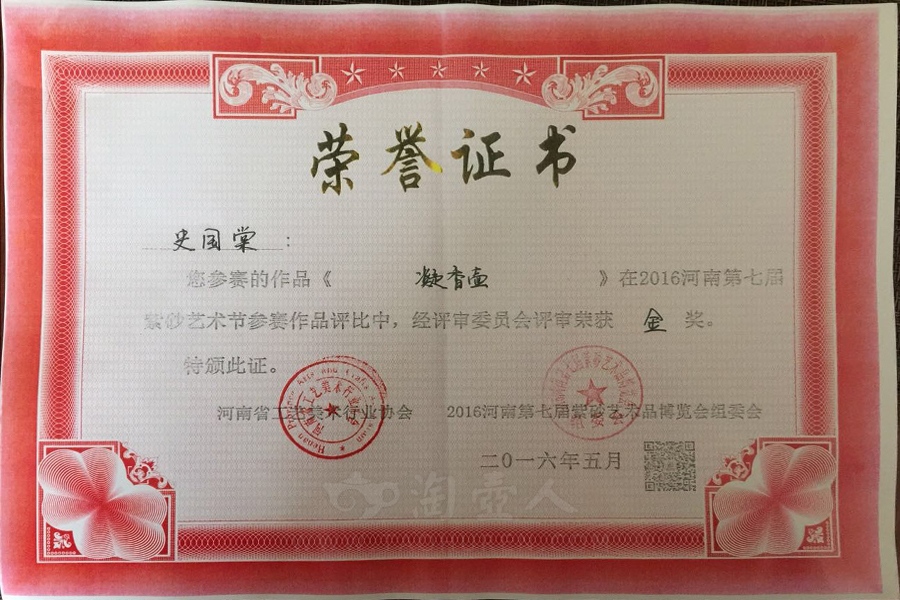 荣誉证书
史国棠：
您参赛的作品《 凝香壶 》在2016河南第七届
紫砂艺术节参赛作品评比中，经评审委员会评审荣获 金 奖。
特颁此证。
河南省工艺美术行业协会 2016河南第七届紫砂艺术品博览会组委会
二〇一六年五月
淘壶人